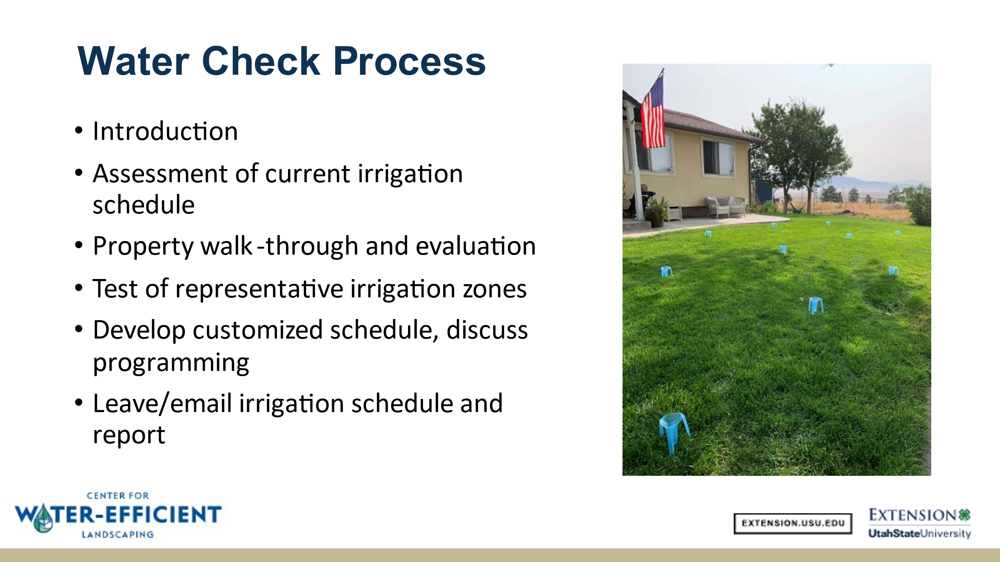 Water Check Process
• Introduction
• Assessment of current irrigation
schedule
• Property walk-through and evaluation
• Test of representative irrigation zones
• Develop customized schedule, discuss
programming
• Leave/email irrigation schedule and
report
CENTER FOR
WATER-EFFICIENT
LANDSCAPING
EXTENSION.USU.EDU
EXTENSION
UtahStateUniversity